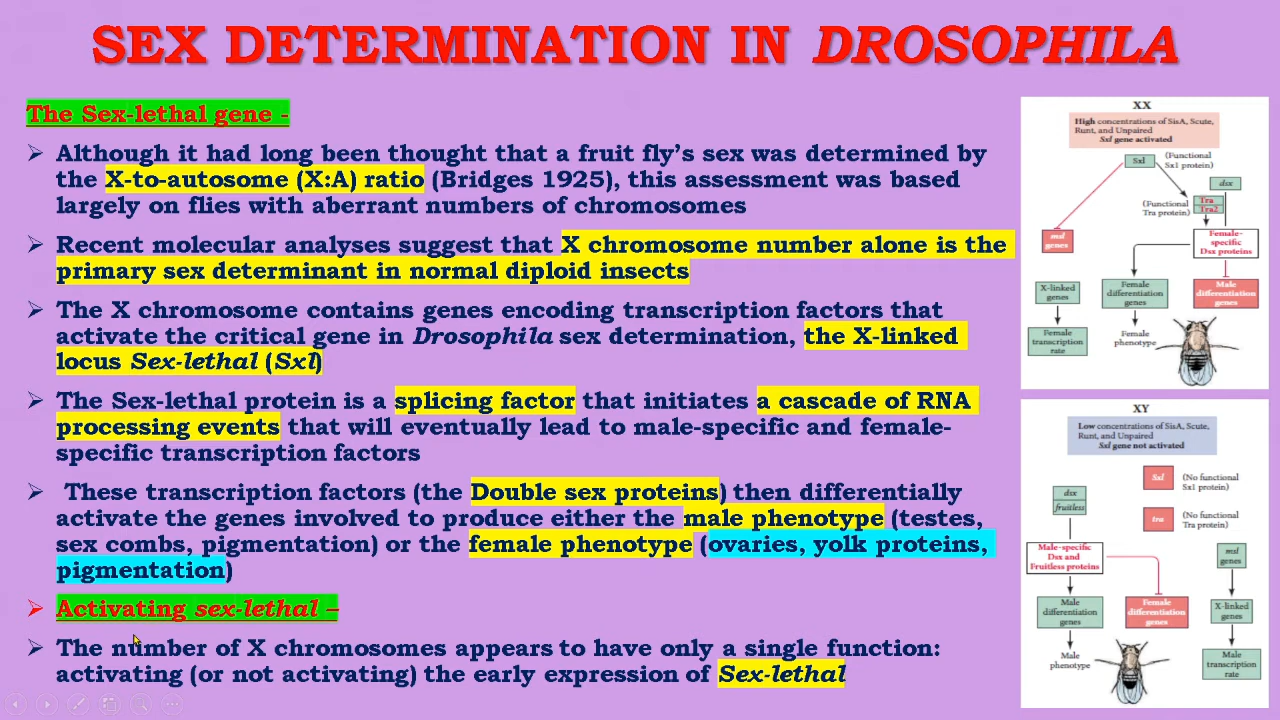 SEX DETERMINATION IN DROSOPHILA
The Sex-lethal gene -
➢ Although it had long been thought that a fruit fly's sex was determined by
the X-to-autosome (X:A) ratio (Bridges 1925), this assessment was based
largely on flies with aberrant numbers of chromosomes
➢ Recent molecular analyses suggest that X chromosome number alone is the
primary sex determinant in normal diploid insects
➢ The X chromosome contains genes encoding transcription factors that
activate the critical gene in Drosophila sex determination, the X-linked
locus Sex-lethal (Sxl)
➢ The Sex-lethal protein is a splicing factor that initiates a cascade of RNA
processing events that will eventually lead to male-specific and female-
specific transcription factors
➢ These transcription factors (the Double sex proteins) then differentially
activate the genes involved to produce either the male phenotype (testes,
sex combs, pigmentation) or the female phenotype (ovaries, yolk proteins,
pigmentation)
➢ Activating sex-lethal –
➢ The number of X chromosomes appears to have only a single function:
activating (or not activating) the early expression of Sex-lethal
XX
High concentrations of SisA, Scute,
Runt, and Unpaired
Sxl gene activated
Sxl
(Functional
Sx1 protein)
dsx
(Functional
Tra protein)
Tra
Tra2
msl
genes
Female-
specific
Dsx proteins
X-linked
genes
Female
differentiation
genes
Male
differentiation
genes
Female
transcription
rate
Female
phenotype
XY
Low concentrations of SisA, Scute,
Runt, and Unpaired
Sxl gene not activated
Sxl
(No functional
Sx1 protein)
dsx
fruitless
tra
(No functional
Tra protein)
Male-specific
Dsx and
Fruitless proteins
msl
genes
Male
differentiation
genes
Female
differentiation
genes
X-linked
genes
Male
phenotype
Male
transcription
rate